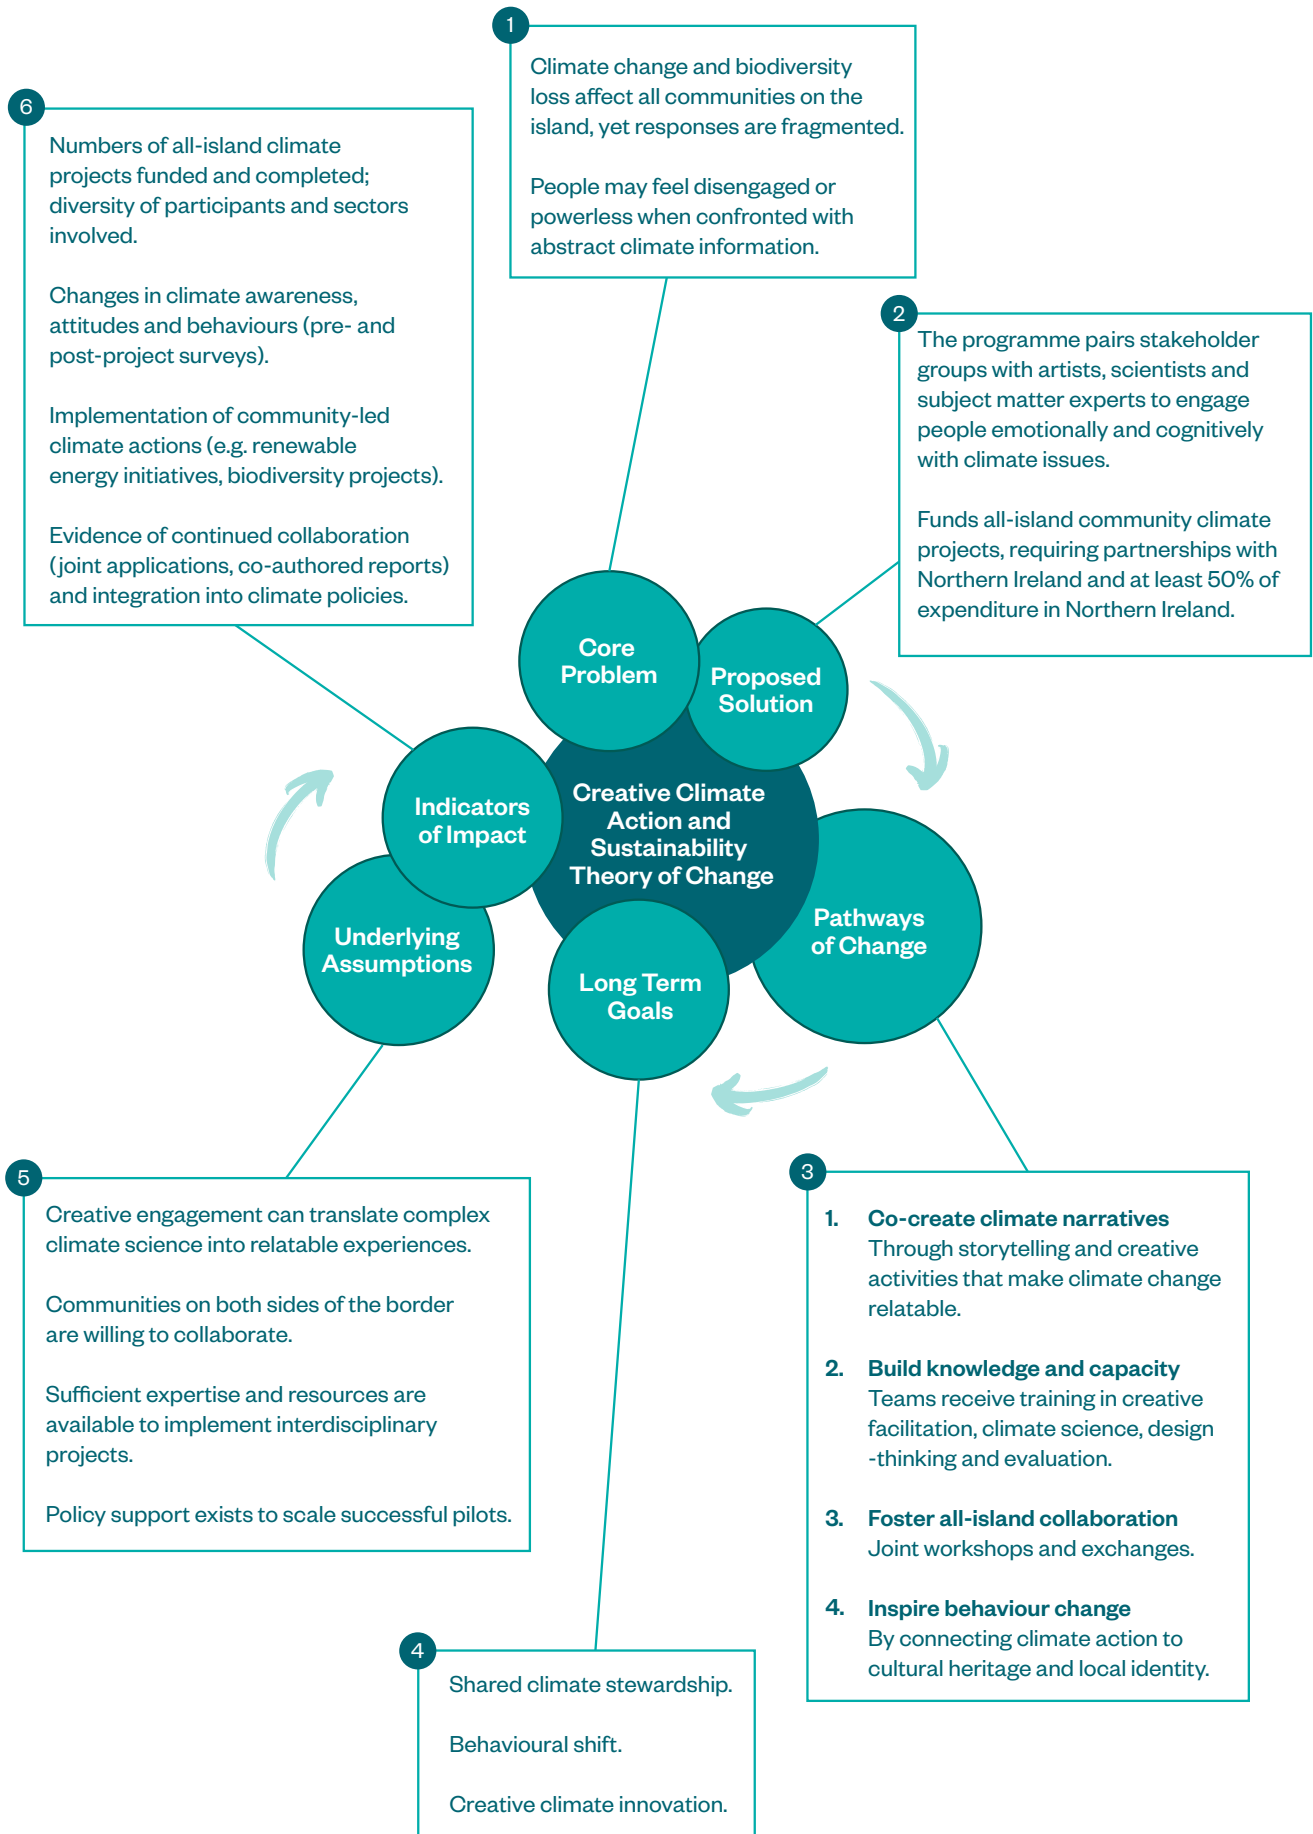 1
Climate change and biodiversity
loss affect all communities on the
island, yet responses are fragmented.
People may feel disengaged or
powerless when confronted with
abstract climate information.
6
Numbers of all-island climate
projects funded and completed;
diversity of participants and sectors
involved.
Changes in climate awareness,
attitudes and behaviours (pre- and
post-project surveys).
Implementation of community-led
climate actions (e.g. renewable
energy initiatives, biodiversity projects).
Evidence of continued collaboration
(joint applications, co-authored reports)
and integration into climate policies.
2
The programme pairs stakeholder
groups with artists, scientists and
subject matter experts to engage
people emotionally and cognitively
with climate issues.
Funds all-island community climate
projects, requiring partnerships with
Northern Ireland and at least 50% of
expenditure in Northern Ireland.
Core
Problem
Proposed
Solution
Indicators
of Impact
Creative Climate
Action and
Sustainability
Theory of Change
Underlying
Assumptions
Long Term
Goals
Pathways
of Change
5
Creative engagement can translate complex
climate science into relatable experiences.
Communities on both sides of the border
are willing to collaborate.
Sufficient expertise and resources are
available to implement interdisciplinary
projects.
Policy support exists to scale successful pilots.
3
1. Co-create climate narratives
Through storytelling and creative
activities that make climate change
relatable.
2. Build knowledge and capacity
Teams receive training in creative
facilitation, climate science, design
-thinking and evaluation.
3. Foster all-island collaboration
Joint workshops and exchanges.
4. Inspire behaviour change
By connecting climate action to
cultural heritage and local identity.
4
Shared climate stewardship.
Behavioural shift.
Creative climate innovation.